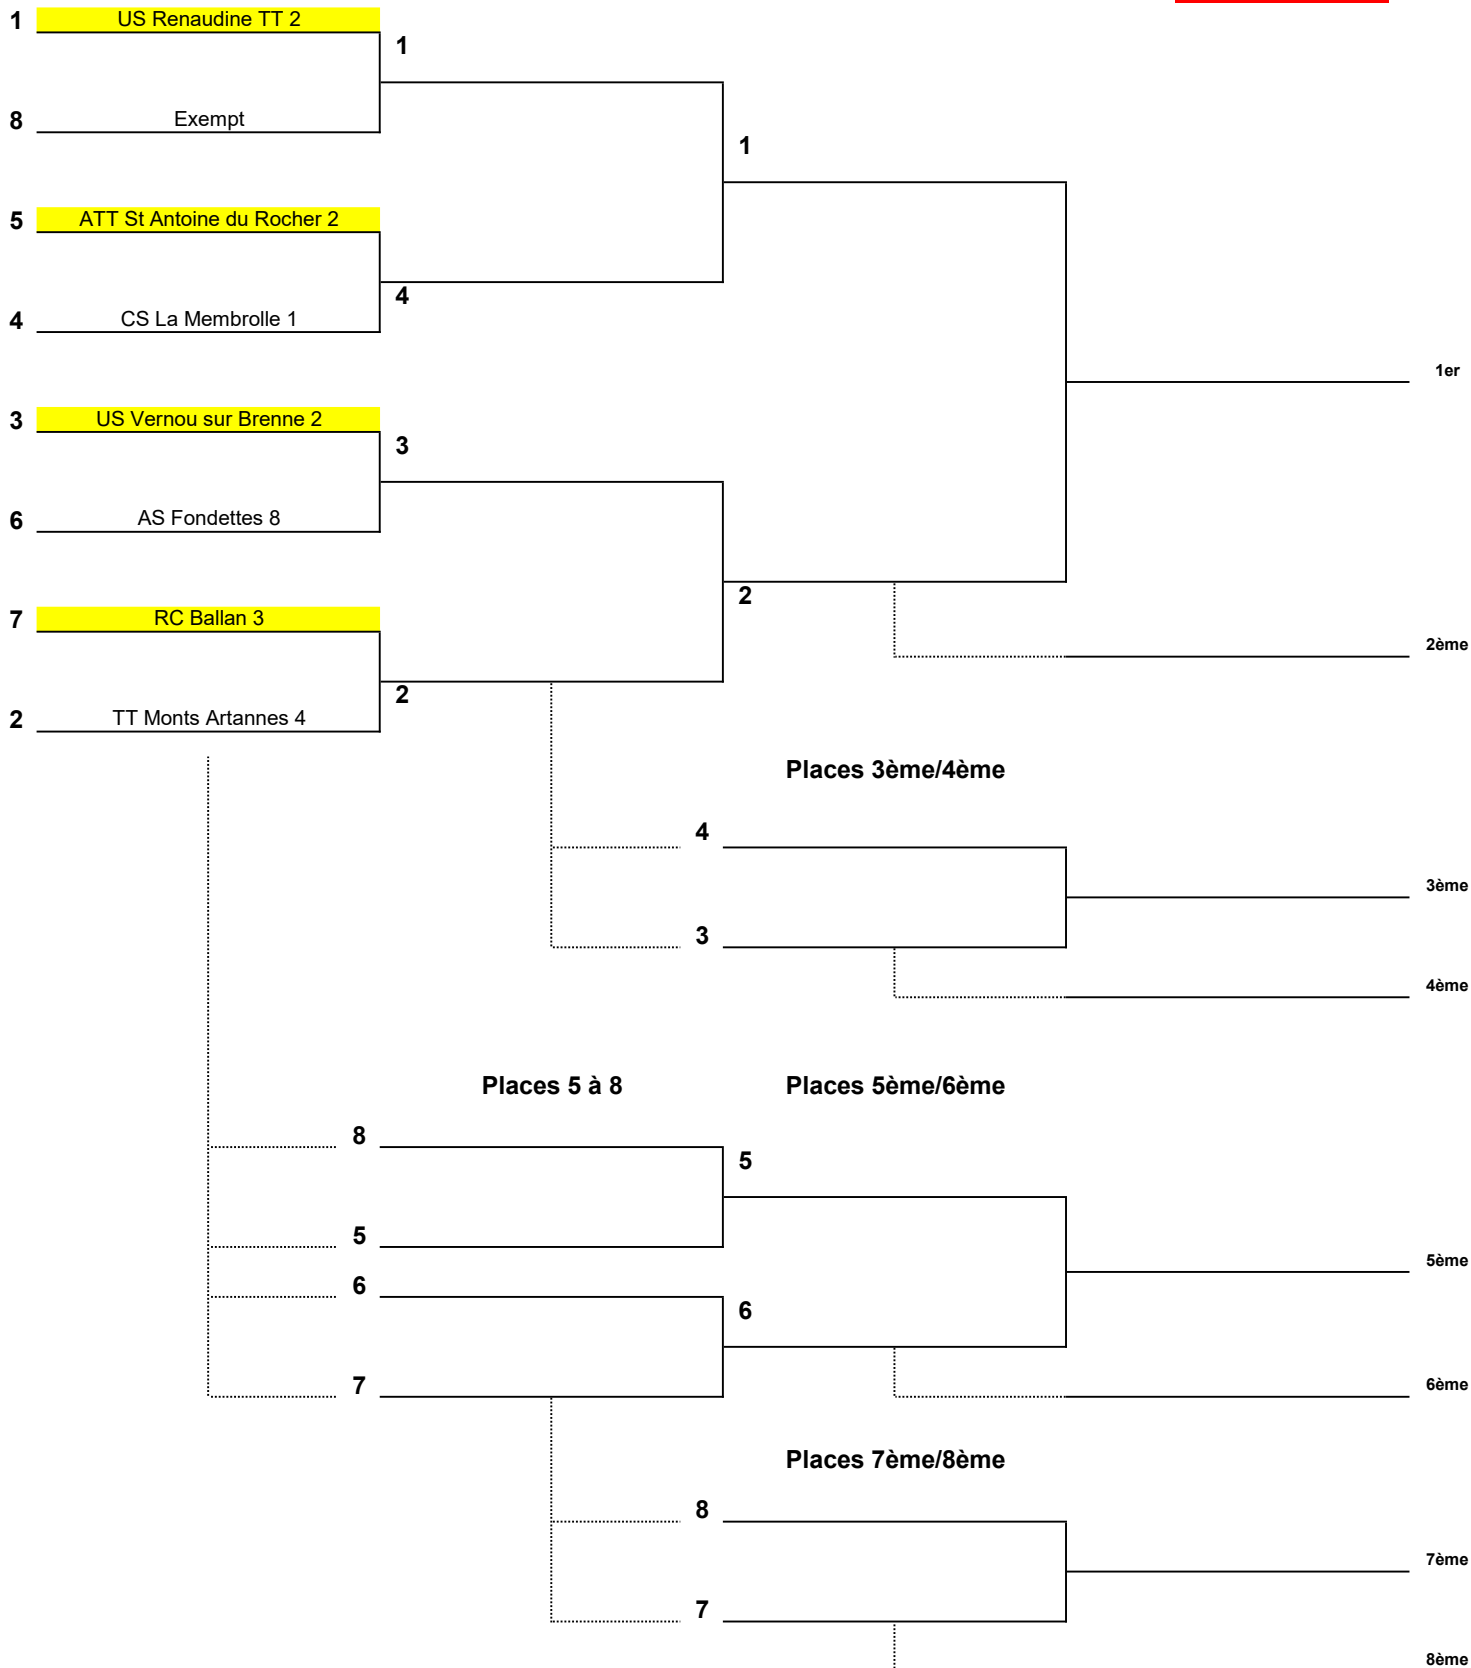 1 US Renaudine TT 2
1
8 Exempt
1
5 ATT St Antoine du Rocher 2
4
4 CS La Membrolle 1
1er
3 US Vernou sur Brenne 2
3
6 AS Fondettes 8
2
7 RC Ballan 3
2ème
2
2 TT Monts Artannes 4
Places 3ème/4ème
4
3ème
3
4ème
Places 5 à 8 Places 5ème/6ème
8
5
5
5ème
6
6
7
6ème
Places 7ème/8ème
8
7ème
7
8ème